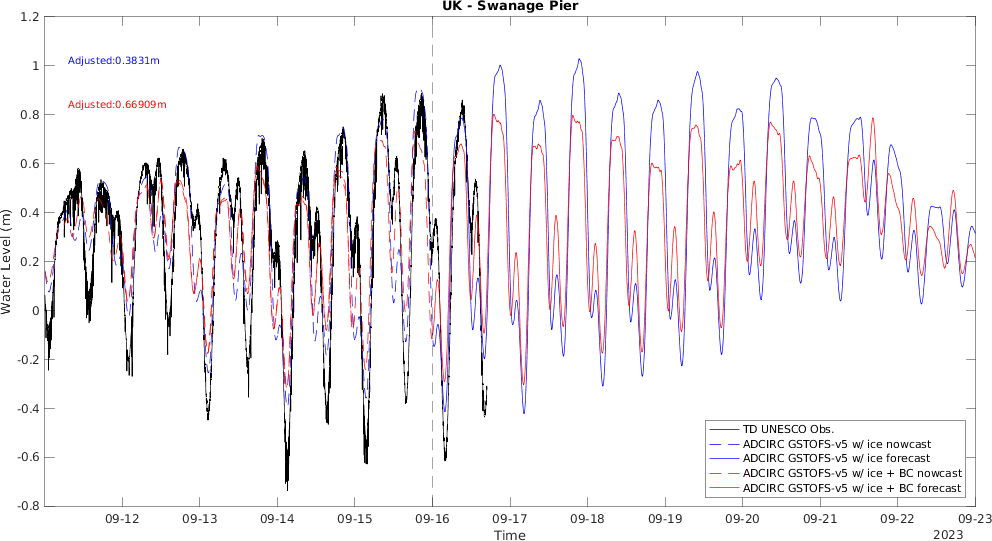 UK - Swanage Pier
1.2
1
0.8
0.6
0.4
0.2
0
-0.2
-0.4
-0.6
-0.8
Water Level (m)
Adjusted:0.3831m
Adjusted:0.66909m
TD UNESCO Obs.
ADCIRC GSTOFS-v5 w/ ice nowcast
ADCIRC GSTOFS-v5 w/ ice forecast
ADCIRC GSTOFS-v5 w/ ice + BC nowcast
ADCIRC GSTOFS-v5 w/ ice + BC forecast
09-12 09-13 09-14 09-15 09-16 09-17 09-18 09-19 09-20 09-21 09-22 09-23
Time
2023